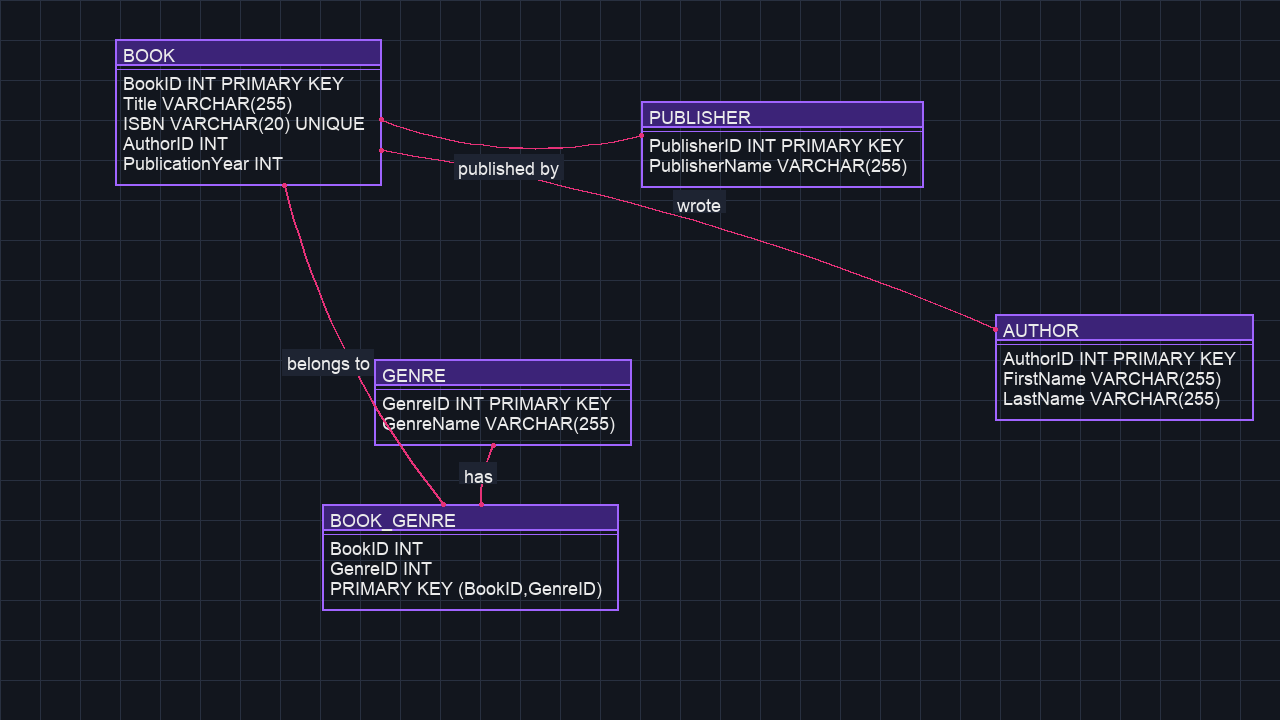 BOOK
BookID INT PRIMARY KEY
Title VARCHAR(255)
ISBN VARCHAR(20) UNIQUE
AuthorID INT
PublicationYear INT
PUBLISHER
PublisherID INT PRIMARY KEY
PublisherName VARCHAR(255)
published by
wrote
AUTHOR
AuthorID INT PRIMARY KEY
FirstName VARCHAR(255)
LastName VARCHAR(255)
belongs to
GENRE
GenreID INT PRIMARY KEY
GenreName VARCHAR(255)
has
BOOK_GENRE
BookID INT
GenreID INT
PRIMARY KEY (BookID,GenreID)